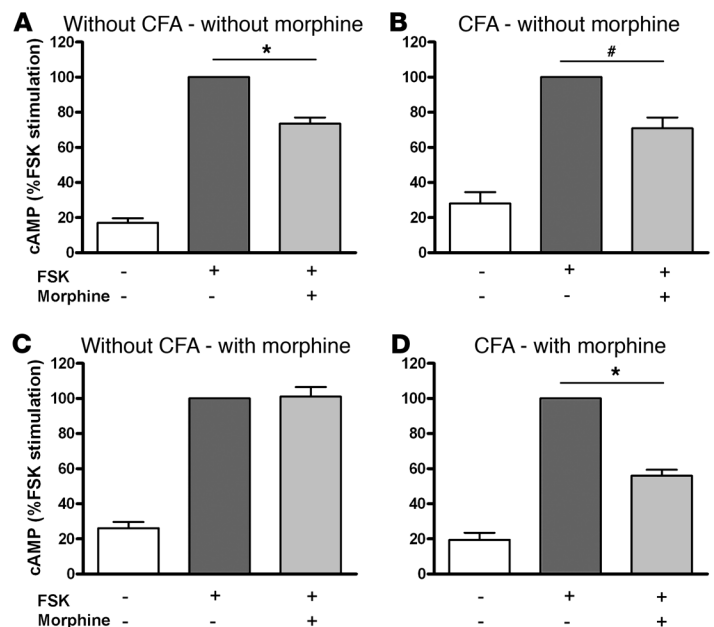 A Without CFA - without morphine
*
cAMP (%FSK stimulation)
120
100
80
60
40
20
0
FSK - + +
Morphine - - +
B CFA - without morphine
#
120
100
80
60
40
20
0
- + +
- - +
C Without CFA - with morphine
cAMP (%FSK stimulation)
120
100
80
60
40
20
0
FSK - + +
Morphine - - +
D CFA - with morphine
*
120
100
80
60
40
20
0
- + +
- - +